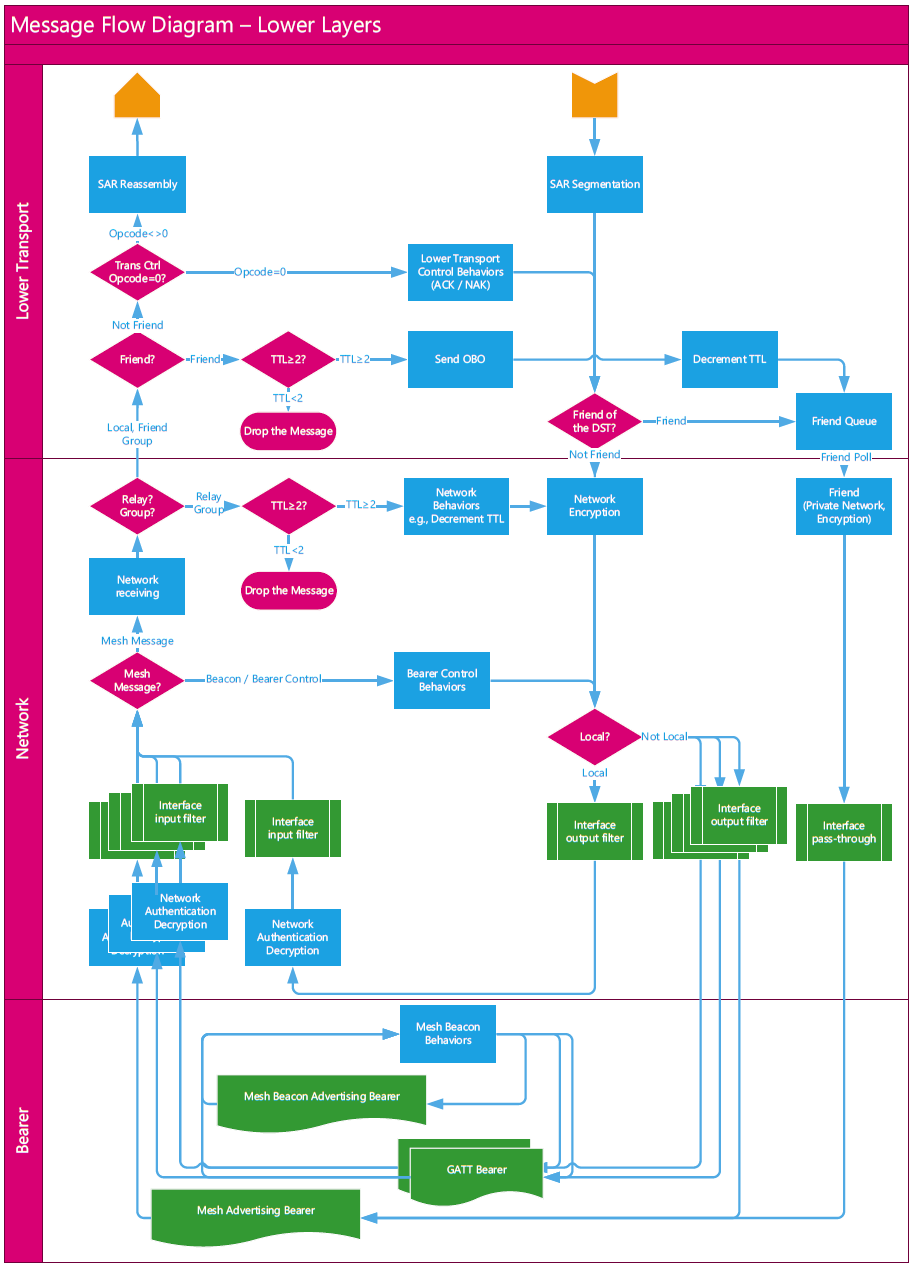 Message Flow Diagram – Lower Layers
Lower Transport
SAR Reassembly
SAR Segmentation
Opcode<>0
Trans Ctrl
Opcode=0?
Opcode=0
Lower Transport
Control Behaviors
(ACK / NAK)
Not Friend
Friend?
Friend
TTL≥2?
TTL≥2
Send OBO
Decrement TTL
TTL<2
Drop the Message
Local, Friend
Group
Friend of
the DST?
Friend
Friend Queue
Not Friend
Friend Poll
Network
Relay?
Group?
Relay
Group
TTL≥2?
TTL≥2
Network
Behaviors
e.g., Decrement TTL
Network
Encryption
Friend
(Private Network,
Encryption)
TTL<2
Drop the Message
Network
receiving
Mesh Message
Mesh
Message?
Beacon / Bearer Control
Bearer Control
Behaviors
Local?
Not Local
Local
Interface
input filter
Interface
input filter
Interface
output filter
Interface
output filter
Interface
pass-through
Network
Authentication
Decryption
Network
Authentication
Decryption
Bearer
Mesh Beacon
Behaviors
Mesh Beacon Advertising Bearer
GATT Bearer
Mesh Advertising Bearer